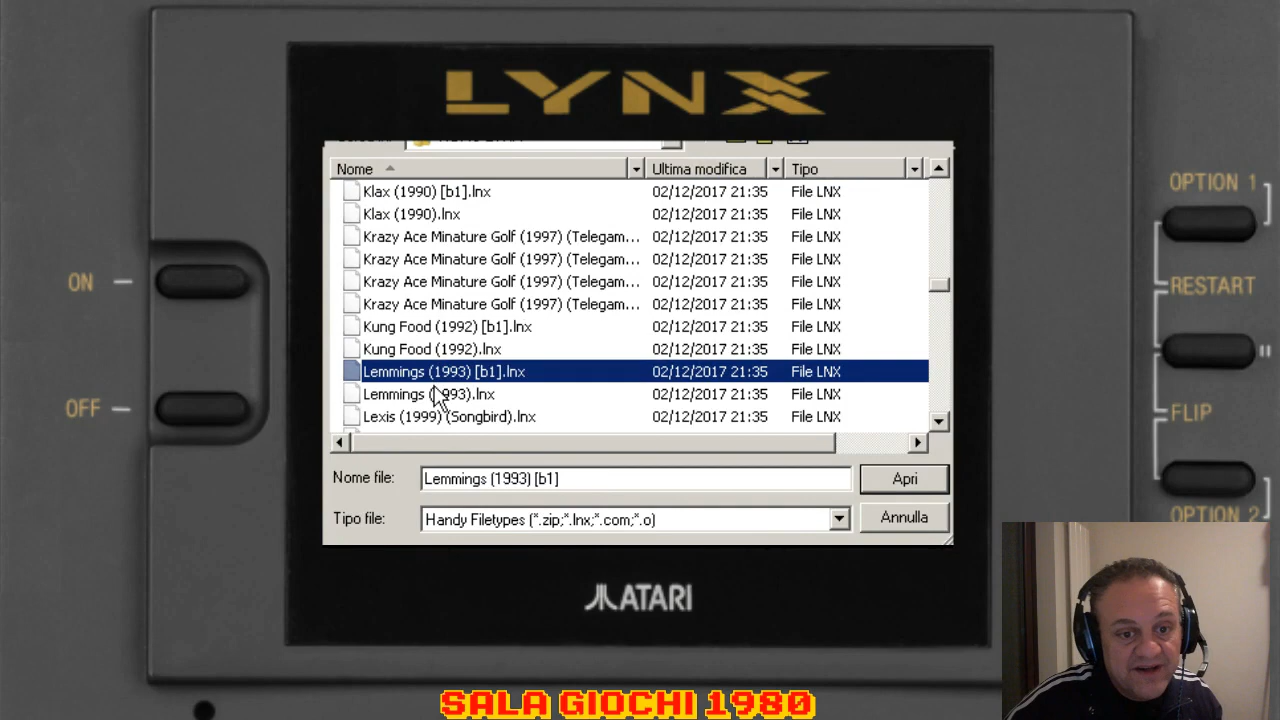 LYNX
Nome Ultima modifica Tipo
Klax (1990) [b1].lnx 02/12/2017 21:35 File LNX
Klax (1990).lnx 02/12/2017 21:35 File LNX
Krazy Ace Minature Golf (1997) (Telegam... 02/12/2017 21:35 File LNX
Krazy Ace Minature Golf (1997) (Telegam... 02/12/2017 21:35 File LNX
Krazy Ace Minature Golf (1997) (Telegam... 02/12/2017 21:35 File LNX
Krazy Ace Minature Golf (1997) (Telegam... 02/12/2017 21:35 File LNX
Kung Food (1992) [b1].lnx 02/12/2017 21:35 File LNX
Kung Food (1992).lnx 02/12/2017 21:35 File LNX
Lemmings (1993) [b1].lnx 02/12/2017 21:35 File LNX
Lemmings (1993).lnx 02/12/2017 21:35 File LNX
Lexis (1999) (Songbird).lnx 02/12/2017 21:35 File LNX
Nome file: Lemmings (1993) [b1] Apri
Tipo file: Handy Filetypes (*.zip;*.lnx;*.com;*.o) Annulla
ON
OFF
OPTION 1
RESTART
FLIP
OPTION 2
ATARI
SALA GIOCHI 1980